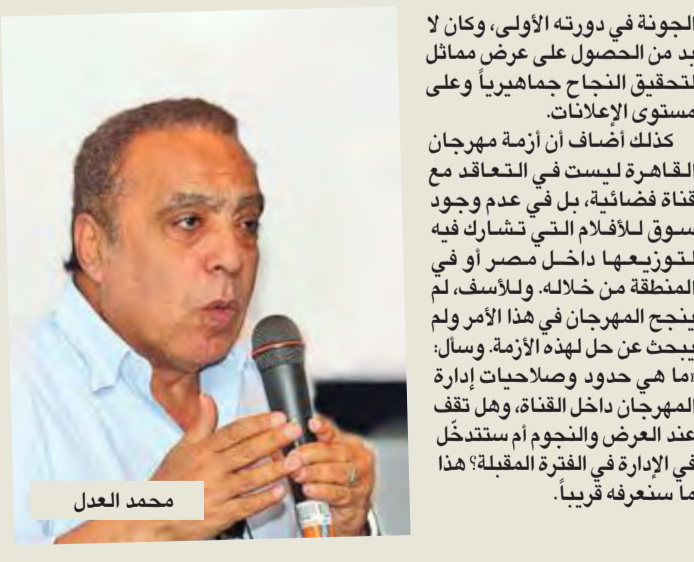 الجونة في دورته الأولى، وكان لا
بد من الحصول على عرض مماثل
لتحقيق النجاح جماهيرياً وعلى
مستوى الإعلانات.
كذلك أضاف أن أزمة مهرجان
القاهرة ليست في التعاقد مع
قناة فضائية، بل في عدم وجود
سوق للأفلام التي تشارك فيه
لتوزيعها داخل مصر أو في
المنطقة من خلاله. وللأسف، لم
ينجح المهرجان في هذا الأمر ولم
يبحث عن حل لهذه الأزمة. وسأل:
«ما هي حدود وصلاحيات إدارة
المهرجان داخل القناة، وهل تقف
عند العرض والنجوم أم ستتدخّل
في الإدارة في الفترة المقبلة؟ هذا
ما سنعرفه قريباً.
محمد العدل